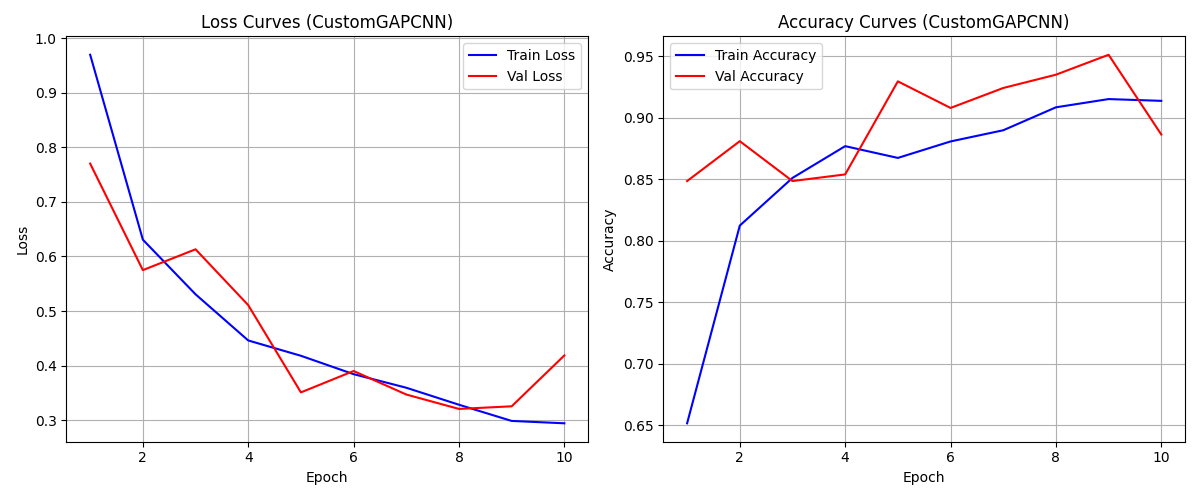 Loss Curves (CustomGAPCNN)
1.0
0.9
0.8
0.7
0.6
0.5
0.4
0.3
Loss
2 4 6 8 10
Epoch
Train Loss
Val Loss
Accuracy Curves (CustomGAPCNN)
0.95
0.90
0.85
0.80
0.75
0.70
0.65
Accuracy
2 4 6 8 10
Epoch
Train Accuracy
Val Accuracy